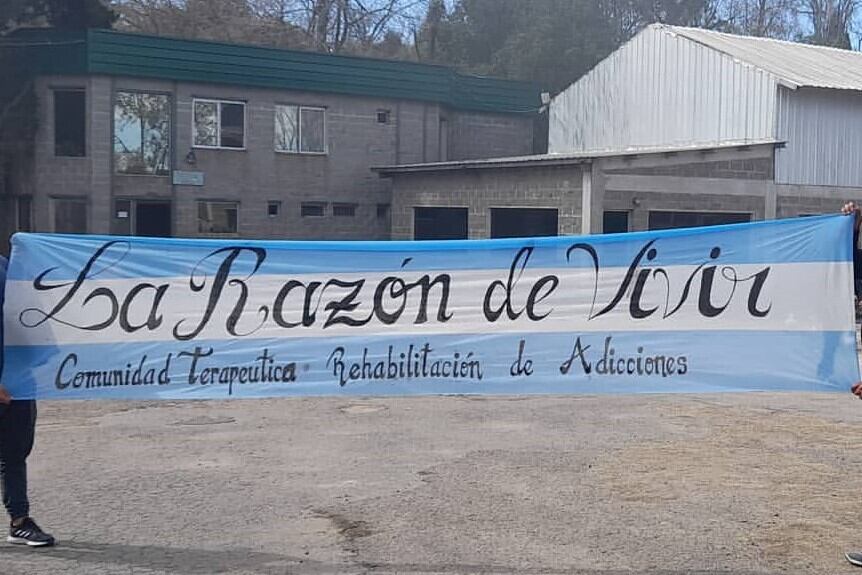 La Razón de Vivir
Comunidad Terapeutica · Rehabilitación de Adicciones